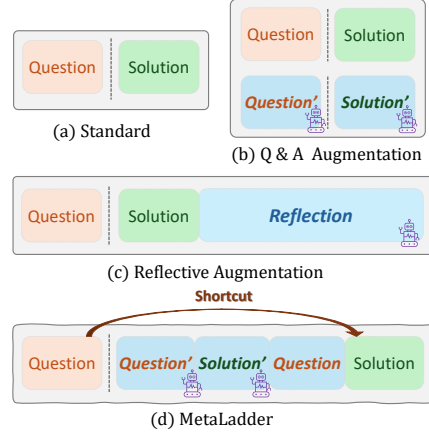 Question Solution
(a) Standard
Question Solution
Question' Solution'
(b) Q & A Augmentation
Question Solution Reflection
(c) Reflective Augmentation
Shortcut
Question Question' Solution' Question Solution
(d) MetaLadder